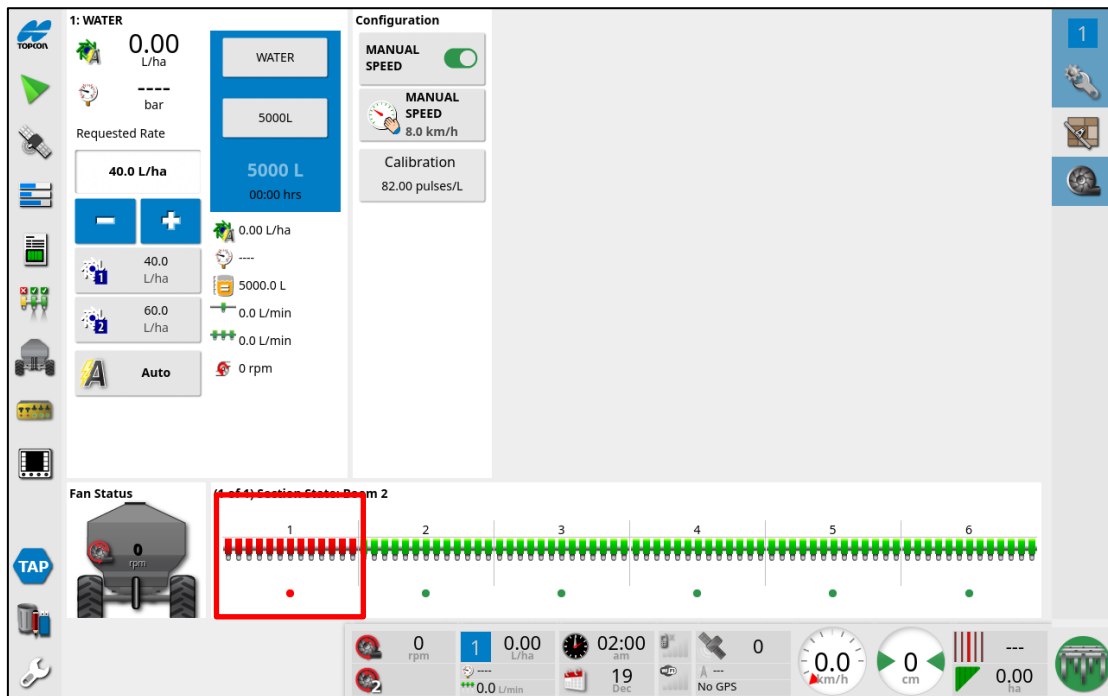 TOPCON
1: WATER
0.00
L/ha
----
bar
Requested Rate
40.0 L/ha
40.0
L/ha
60.0
L/ha
Auto
WATER
5000L
5000 L
00:00 hrs
0.00 L/ha
----
5000.0 L
0.0 L/min
0.0 L/min
0 rpm
Configuration
MANUAL
SPEED
MANUAL
SPEED
8.0 km/h
Calibration
82.00 pulses/L
1
Fan Status
0
rpm
(1 of 1) Section State: Boom 2
1 2 3 4 5 6
TAP
0
rpm
2
1
0.00
L/ha
----
0.0 L/min
02:00
am
19
Dec
0
A ---
No GPS
0.0
km/h
0
cm
---
0.00
ha